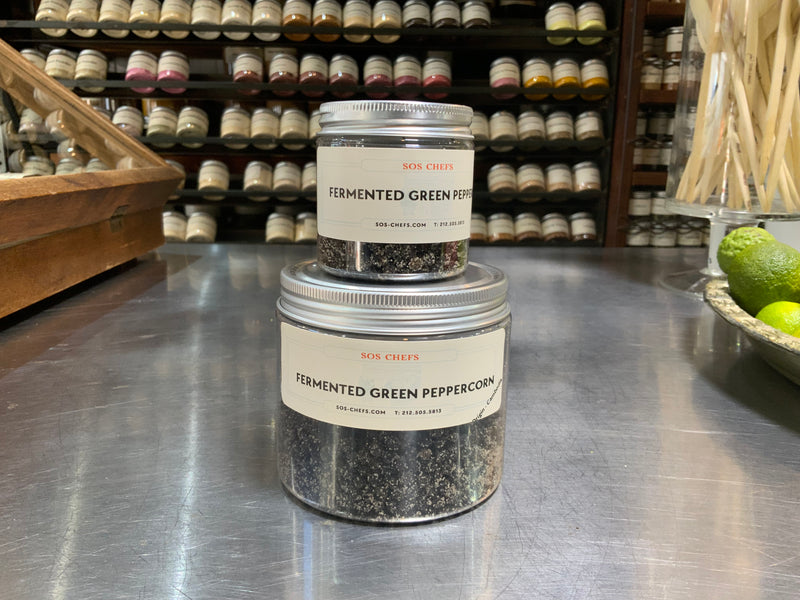 SOS CHEFS
FERMENTED GREEN PEPPER
SOS-CHEFS.COM T: 212.505.5813
SOS CHEFS
FERMENTED GREEN PEPPERCORN
SOS-CHEFS.COM T: 212.505.5813